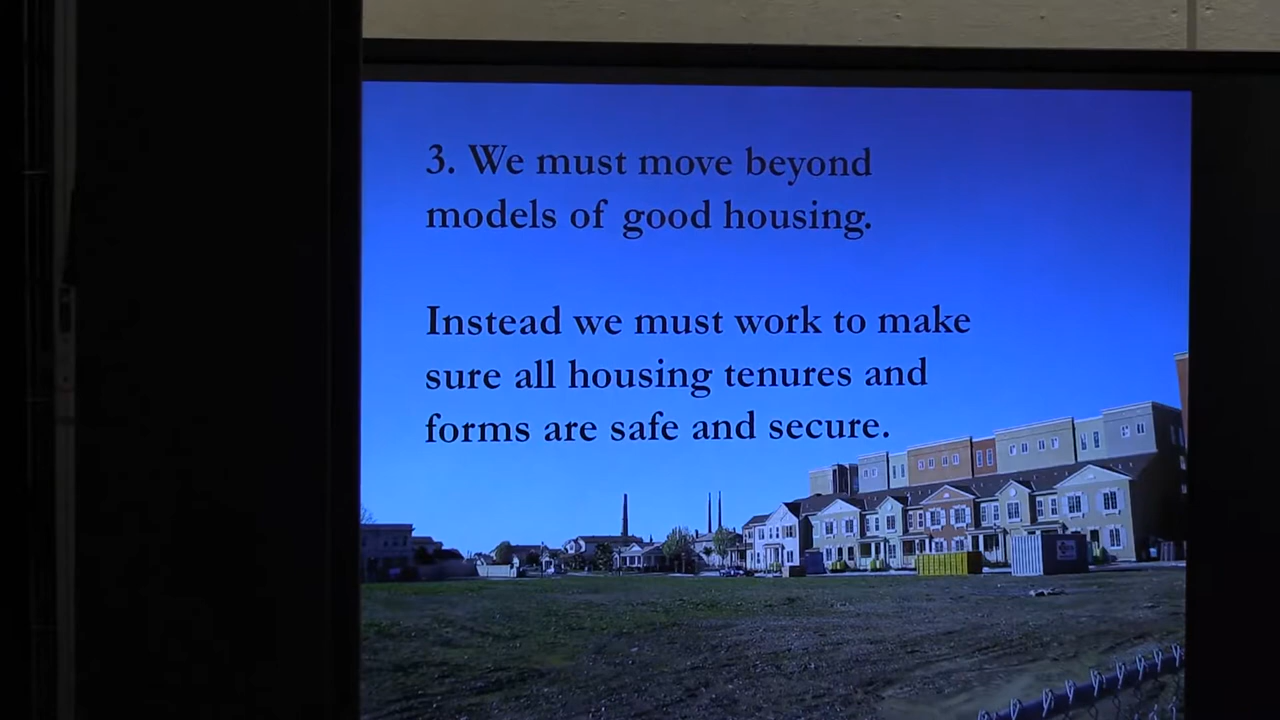 3. We must move beyond
models of good housing.
Instead we must work to make
sure all housing tenures and
forms are safe and secure.